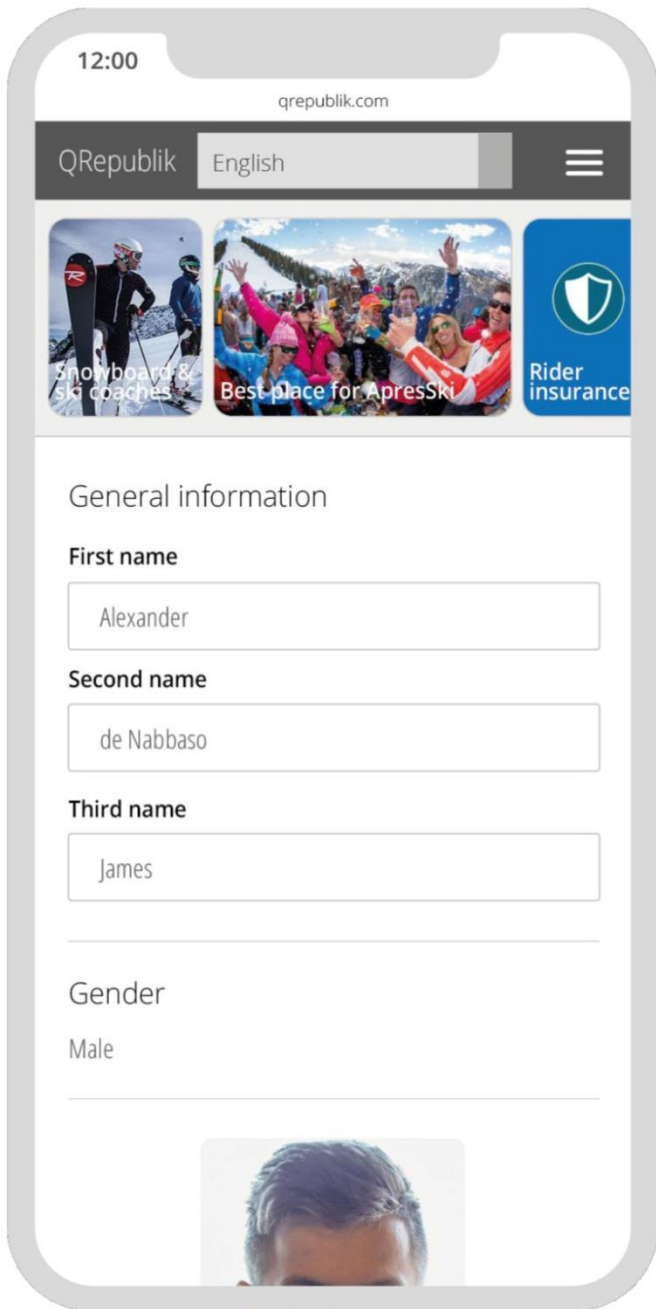 12:00
qrepublik.com
QRepublik English
Snowboard &
ski coaches
Best place for ApresSki
Rider
insurance
General information
First name
Alexander
Second name
de Nabbaso
Third name
James
Gender
Male